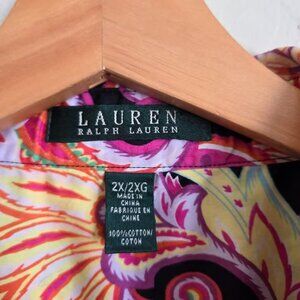 LAUREN
RALPH LAUREN
2X/2XG
MADE IN
CHINA
FABRIQUE EN
CHINE
100%COTTON/
COTON